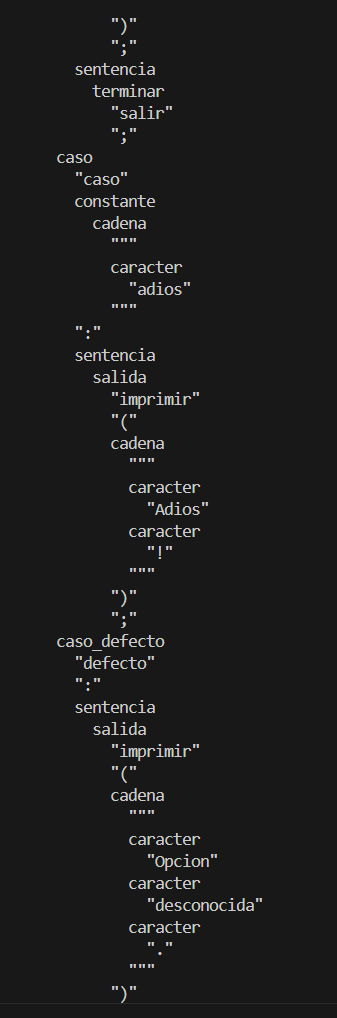 ")"
";"
sentencia
terminar
"salir"
";"
caso
"caso"
constante
cadena
"""
caracter
"adios"
"""
":"
sentencia
salida
"imprimir"
"("
cadena
"""
caracter
"Adios"
caracter
"!"
"""
")"
";"
caso_defecto
"defecto"
":"
sentencia
salida
"imprimir"
"("
cadena
"""
caracter
"Opcion"
caracter
"desconocida"
caracter
"."
"""
")"